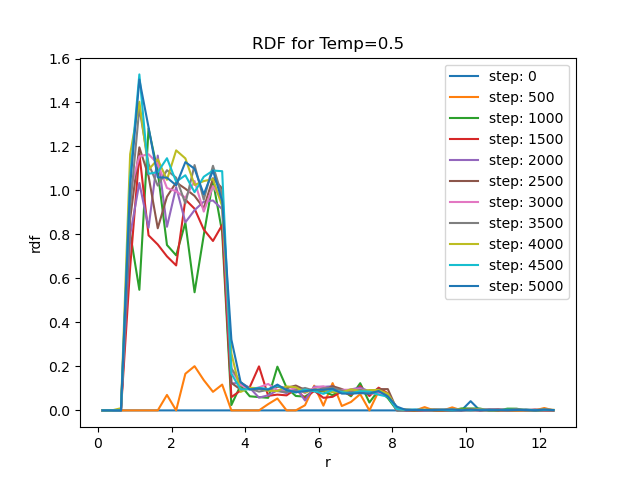 RDF for Temp=0.5
rdf
1.6
1.4
1.2
1.0
0.8
0.6
0.4
0.2
0.0
0
2
4
6
8
10
12
r
step: 0
step: 500
step: 1000
step: 1500
step: 2000
step: 2500
step: 3000
step: 3500
step: 4000
step: 4500
step: 5000